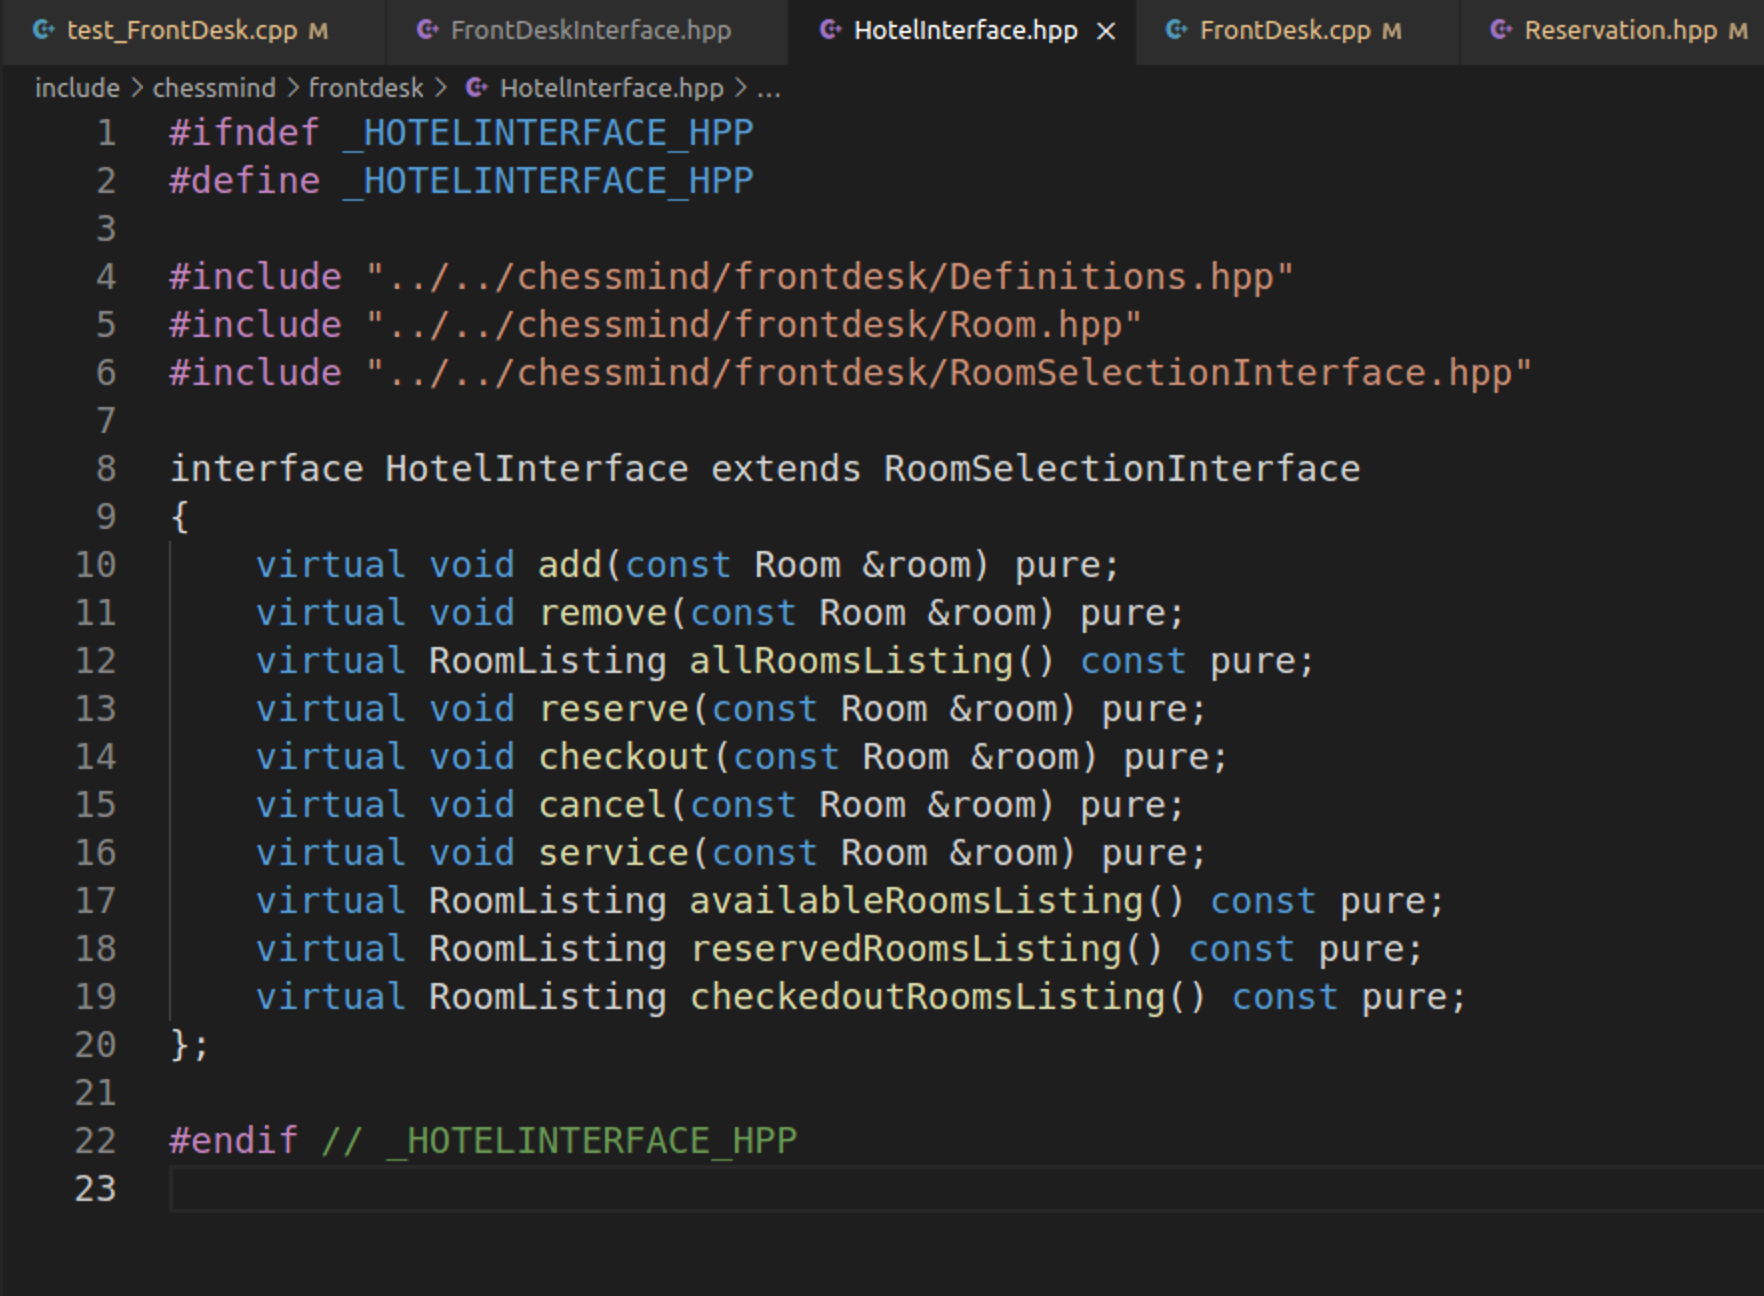 test_FrontDesk.cpp M FrontDeskInterface.hpp HotelInterface.hpp × FrontDesk.cpp M Reservation.hpp M
include > chessmind > frontdesk > HotelInterface.hpp > ...
1 #ifndef _HOTELINTERFACE_HPP
2 #define _HOTELINTERFACE_HPP
3
4 #include "../../chessmind/frontdesk/Definitions.hpp"
5 #include "../../chessmind/frontdesk/Room.hpp"
6 #include "../../chessmind/frontdesk/RoomSelectionInterface.hpp"
7
8 interface HotelInterface extends RoomSelectionInterface
9 {
10 virtual void add(const Room &room) pure;
11 virtual void remove(const Room &room) pure;
12 virtual RoomListing allRoomsListing() const pure;
13 virtual void reserve(const Room &room) pure;
14 virtual void checkout(const Room &room) pure;
15 virtual void cancel(const Room &room) pure;
16 virtual void service(const Room &room) pure;
17 virtual RoomListing availableRoomsListing() const pure;
18 virtual RoomListing reservedRoomsListing() const pure;
19 virtual RoomListing checkedoutRoomsListing() const pure;
20 };
21
22 #endif // _HOTELINTERFACE_HPP
23